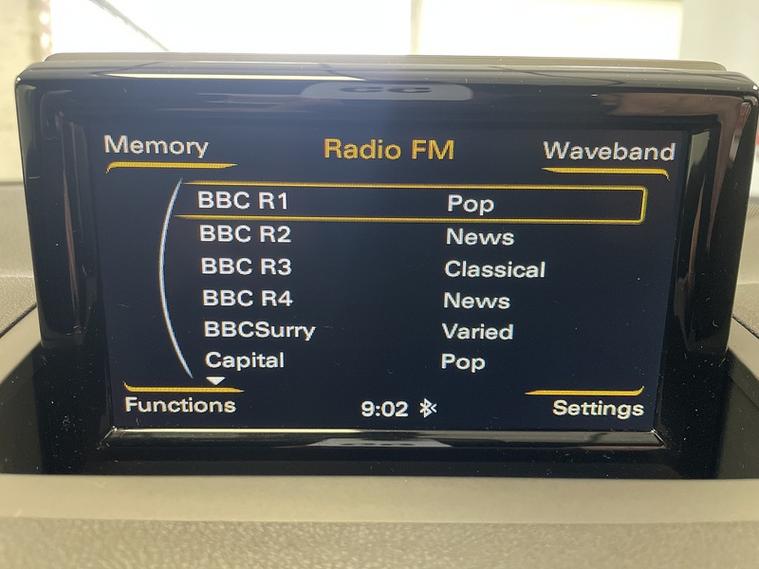 Memory Radio FM Waveband
BBC R1 Pop
BBC R2 News
BBC R3 Classical
BBC R4 News
BBCSurry Varied
Capital Pop
Functions 9:02 Settings